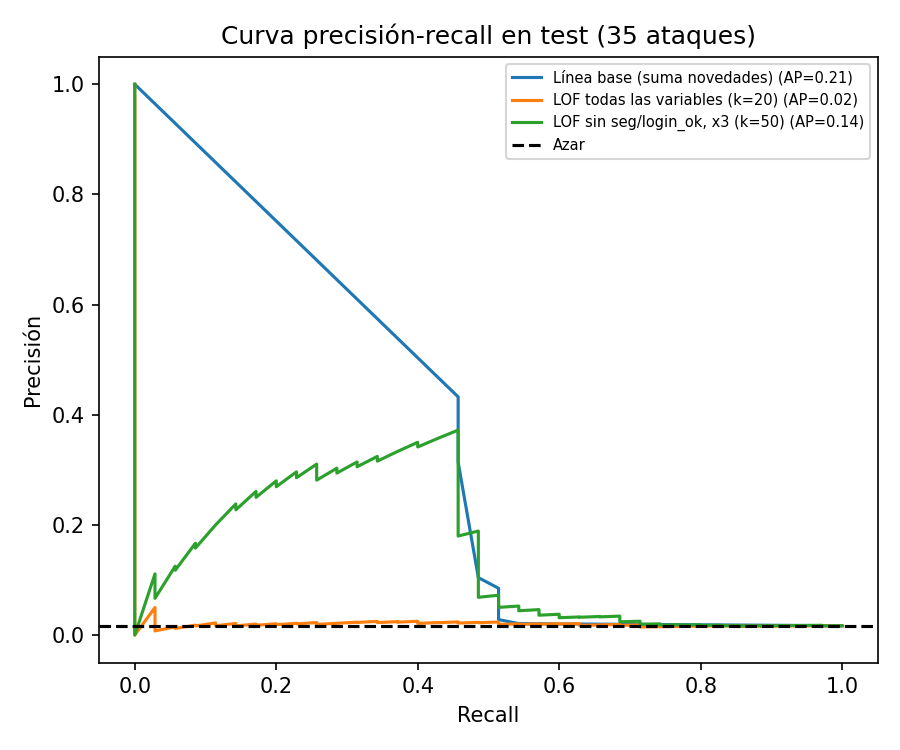 Curva precisión-recall en test (35 ataques)
Línea base (suma novedades) (AP=0.21)
LOF todas las variables (k=20) (AP=0.02)
LOF sin seg/login_ok, x3 (k=50) (AP=0.14)
Azar
Precisión
1.0
0.8
0.6
0.4
0.2
0.0
0.0 0.2 0.4 0.6 0.8 1.0
Recall